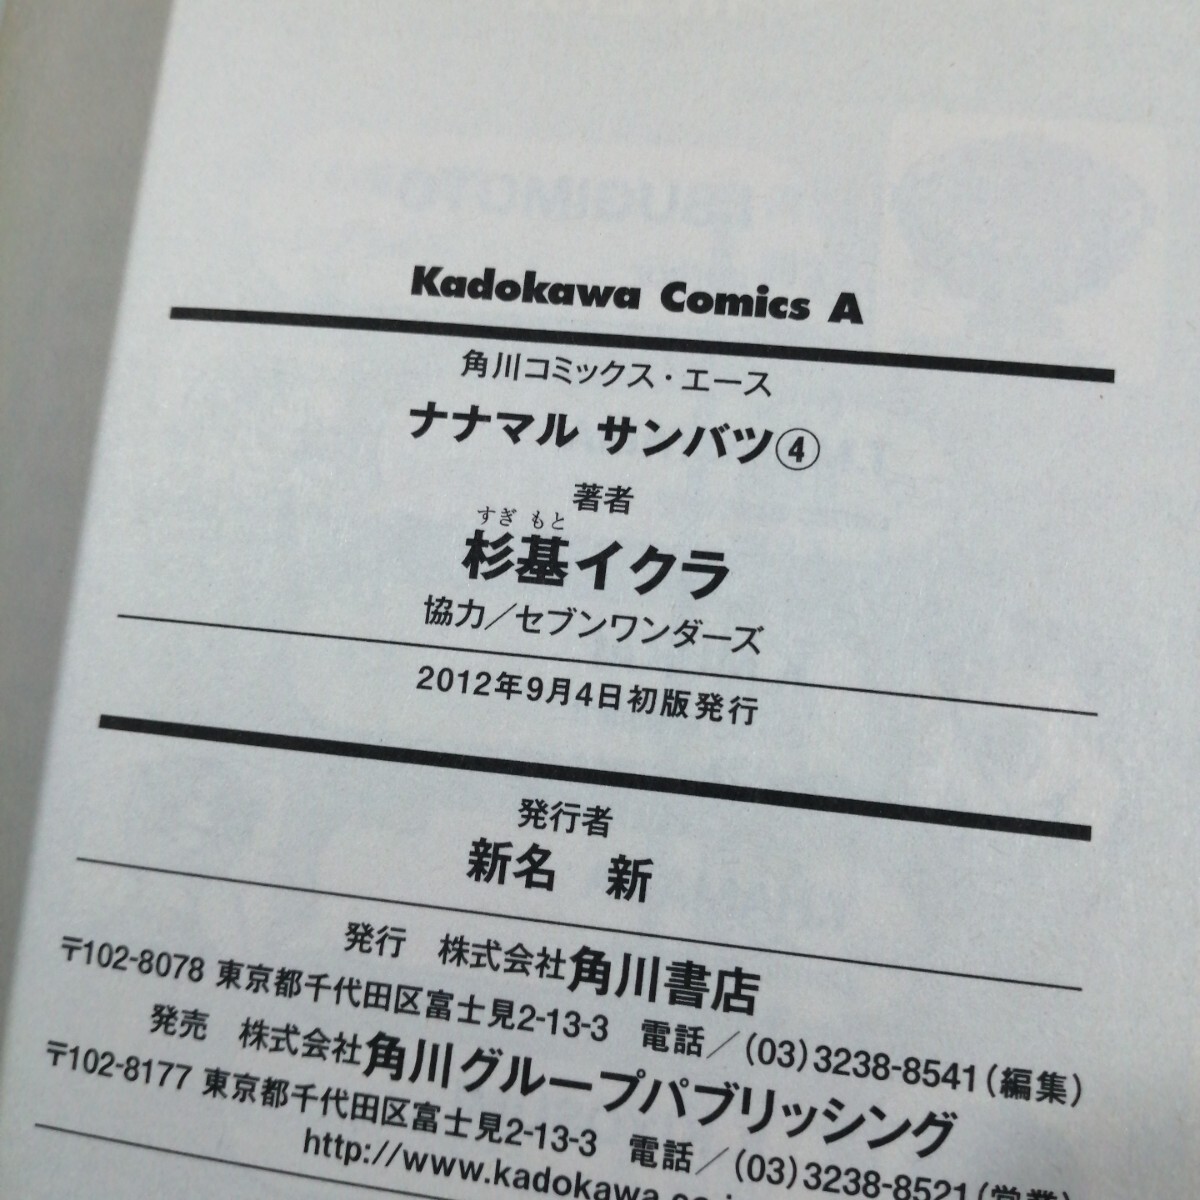 Kadokawa Comics A
角川コミックス・エース
ナナマル サンバツ④
著者
すぎ もと
杉基イクラ
協力／セブンワンダーズ
2012年9月4日初版発行
発行者
新名 新
発行 株式会社角川書店
〒102-8078 東京都千代田区富士見2-13-3 電話／(03)3238-8541(編集)
発売 株式会社角川グループパブリッシング
〒102-8177 東京都千代田区富士見2-13-3 電話／(03)3238-8521(営業)
http://www.kadokawa.co.j